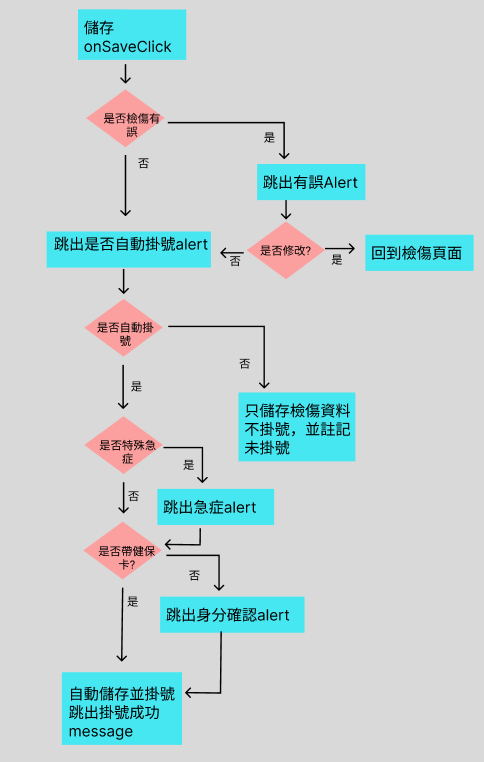 儲存
onSaveClick
是否檢傷有
誤
是
否
跳出有誤Alert
跳出是否自動掛號alert
是否修改?
否
是
回到檢傷頁面
是否自動掛
號
否
是
只儲存檢傷資料
不掛號，並註記
未掛號
是否特殊急
症
是
否
跳出急症alert
是否帶健保
卡?
否
是
跳出身分確認alert
自動儲存並掛號
跳出掛號成功
message